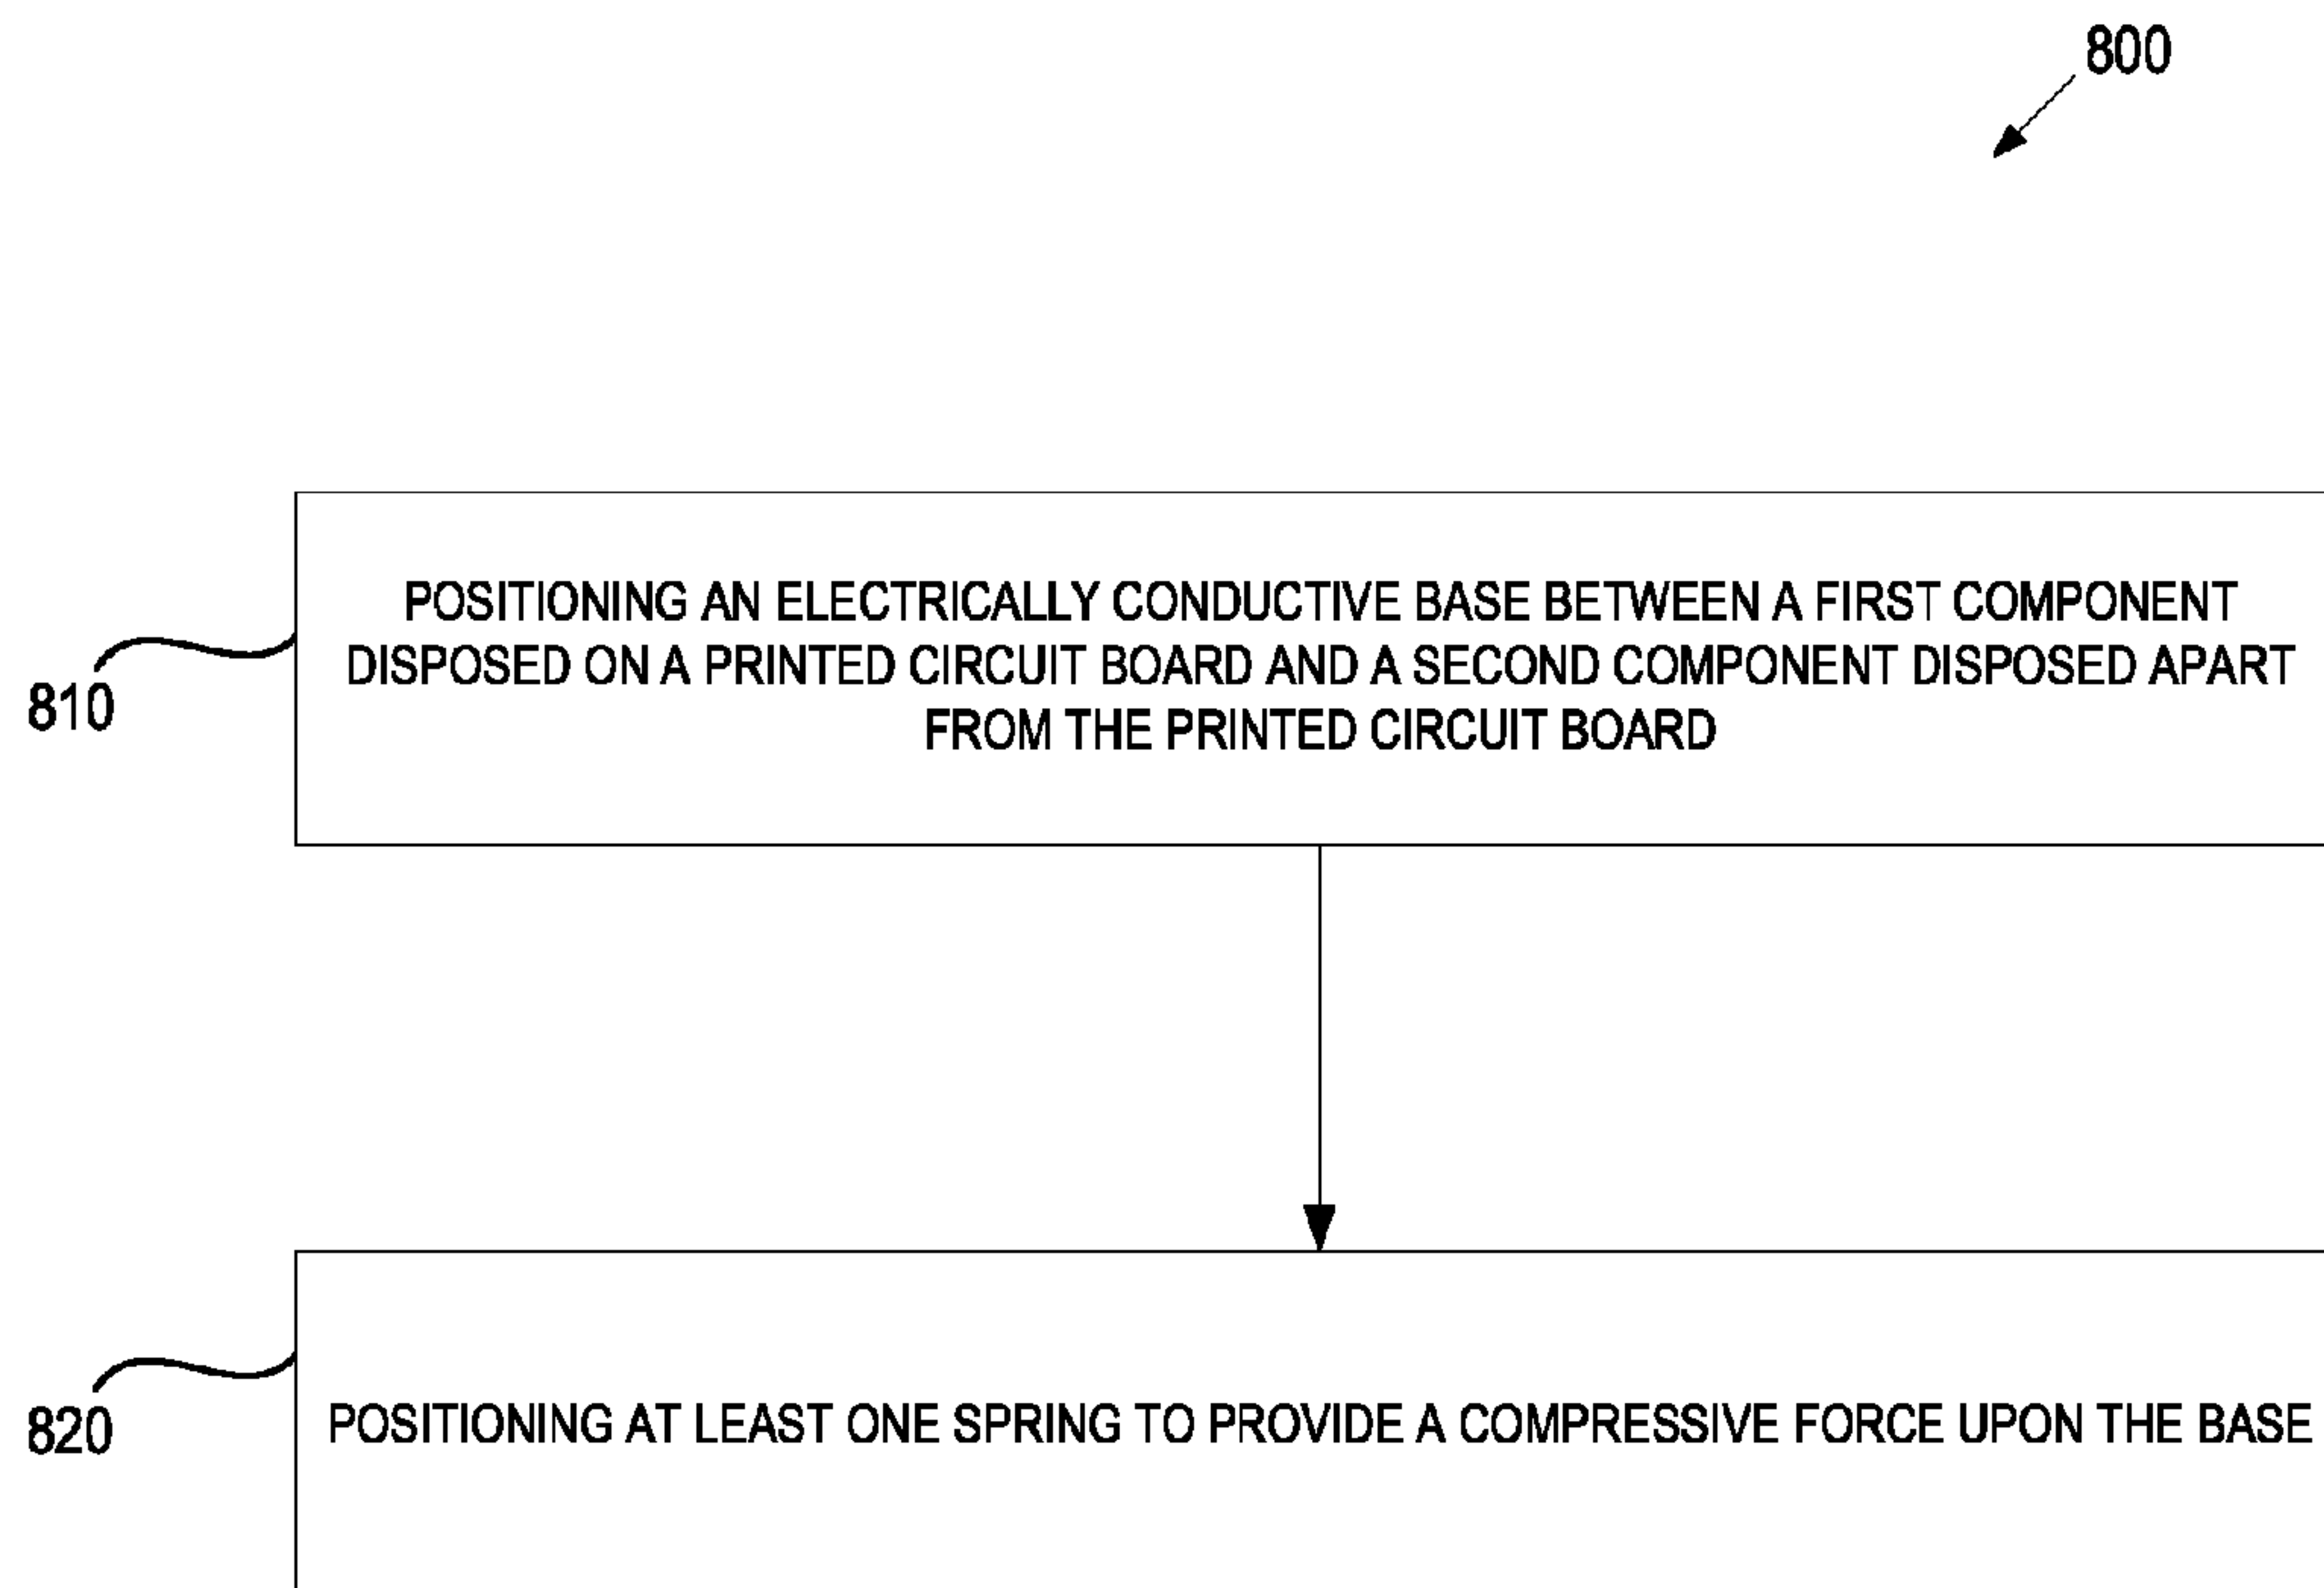 800
POSITIONING AN ELECTRICALLY CONDUCTIVE BASE BETWEEN A FIRST COMPONENT
DISPOSED ON A PRINTED CIRCUIT BOARD AND A SECOND COMPONENT DISPOSED APART
FROM THE PRINTED CIRCUIT BOARD
810
POSITIONING AT LEAST ONE SPRING TO PROVIDE A COMPRESSIVE FORCE UPON THE BASE
820